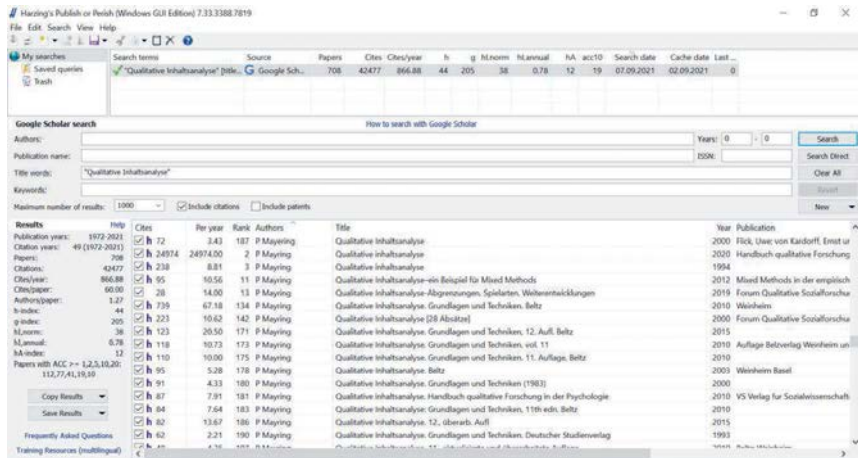 Harzing's Publish or Perish (Windows GUI Edition) 7.33.3388.7819
File Edit Search View Help
My searches
Saved queries
Trash
Search terms Source Papers Cites Cites/year h g hI,norm hI,annual hA acc10 Search date Cache date Last ...
"Qualitative Inhaltsanalyse" [title... Google Sch... 708 42477 866.88 44 205 38 0.78 12 19 07.09.2021 02.09.2021 0
Google Scholar search How to search with Google Scholar
Authors: Years: 0 - 0 Search
Publication name: ISSN: Search Direct
Title words: "Qualitative Inhaltsanalyse" Clear All
Keywords: Revert
Maximum number of results: 1000 Include citations Include patents New
Results Help
Publication years: 1972-2021
Citation years: 49 (1972-2021)
Papers: 708
Citations: 42477
Cites/year: 866.88
Cites/paper: 60.00
Authors/paper: 1.27
h-index: 44
g-index: 205
hI,norm: 38
hI,annual: 0.78
hA-index: 12
Papers with ACC >= 1,2,5,10,20:
112,77,41,19,10
Copy Results
Save Results
Frequently Asked Questions
Training Resources (multilingual)
Cites Per year Rank Authors Title Year Publication
h 72 3.43 187 P Mayering Qualitative Inhaltsanalyse 2000 Flick, Uwe; von Kardorff, Ernst ur
h 24974 24974.00 2 P Mayring Qualitative inhaltsanalyse 2020 Handbuch qualitative Forschung
h 238 8.81 3 P Mayring Qualitative inhaltsanalyse 1994
h 95 10.56 11 P Mayring Qualitative Inhaltsanalyse–ein Beispiel für Mixed Methods 2012 Mixed Methods in der empirisch
28 14.00 13 P Mayring Qualitative Inhaltsanalyse-Abgrenzungen, Spielarten, Weiterentwicklungen 2019 Forum Qualitative Sozialforschu
h 739 67.18 134 P Mayring Qualitative Inhaltsanalyse. Grundlagen und Techniken. Beltz 2010 Weinheim
h 223 10.62 142 P Mayring Qualitative Inhaltsanalyse [28 Absätze] 2000 Forum Qualitative Sozialforschu
h 123 20.50 171 P Mayring Qualitative Inhaltsanalyse. Grundlagen und Techniken, 12. Aufl. Beltz 2015
h 118 10.73 173 P Mayring Qualitative Inhaltsanalyse. Grundlagen und Techniken, vol. 11 2010 Auflage Belzverlag Weinheim un
h 110 10.00 175 P Mayring Qualitative Inhaltsanalyse. Grundlagen und Techniken. 11. Auflage, Beltz 2010
h 95 5.28 178 P Mayring Qualitative Inhaltsanalyse. Beltz 2003 Weinheim Basel
h 91 4.33 180 P Mayring Qualitative Inhaltsanalyse. Grundlagen und Techniken (1983) 2000
h 87 7.91 181 P Mayring Qualitative Inhaltsanalyse. Handbuch qualitative Forschung in der Psychologie 2010 VS Verlag für Sozialwissenschaft
h 84 7.64 183 P Mayring Qualitative Inhaltsanalyse. Grundlagen und Techniken, 11th edn. Beltz 2010
h 82 13.67 186 P Mayring Qualitative Inhaltsanalyse. 12., überarb. Aufl 2015
h 62 2.21 190 P Mayring Qualitative Inhaltsanalyse. Grundlagen und Techniken. Deutscher Studienverlag 1993